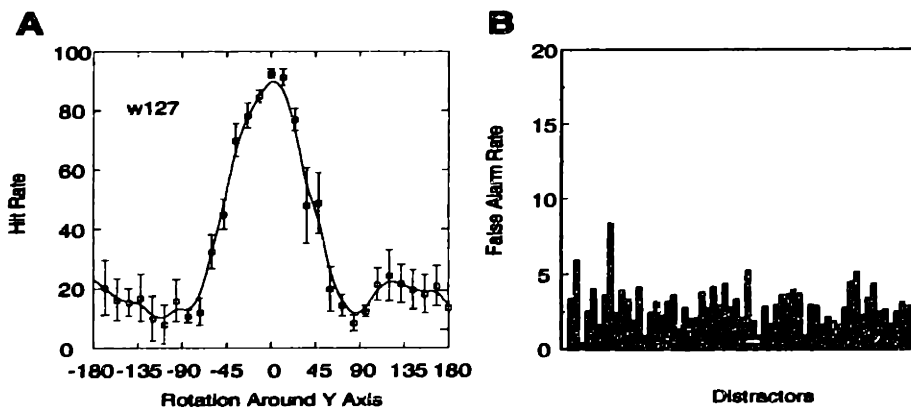 A
100
80
60
40
20
0
Hit Rate
w127
-180 -135 -90 -45 0 45 90 135 180
Rotation Around Y Axis
B
20
15
10
5
0
False Alarm Rate
Distractors